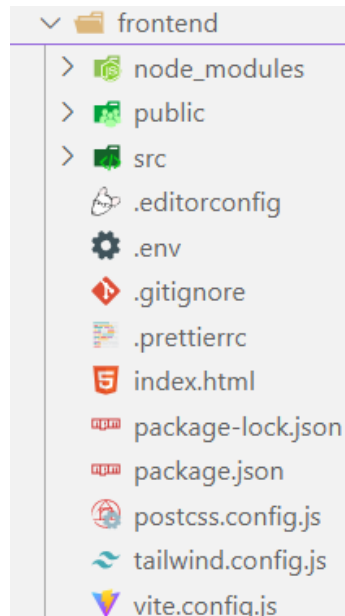 frontend
node_modules
public
src
.editorconfig
.env
.gitignore
.prettierrc
index.html
package-lock.json
package.json
postcss.config.js
tailwind.config.js
vite.config.js